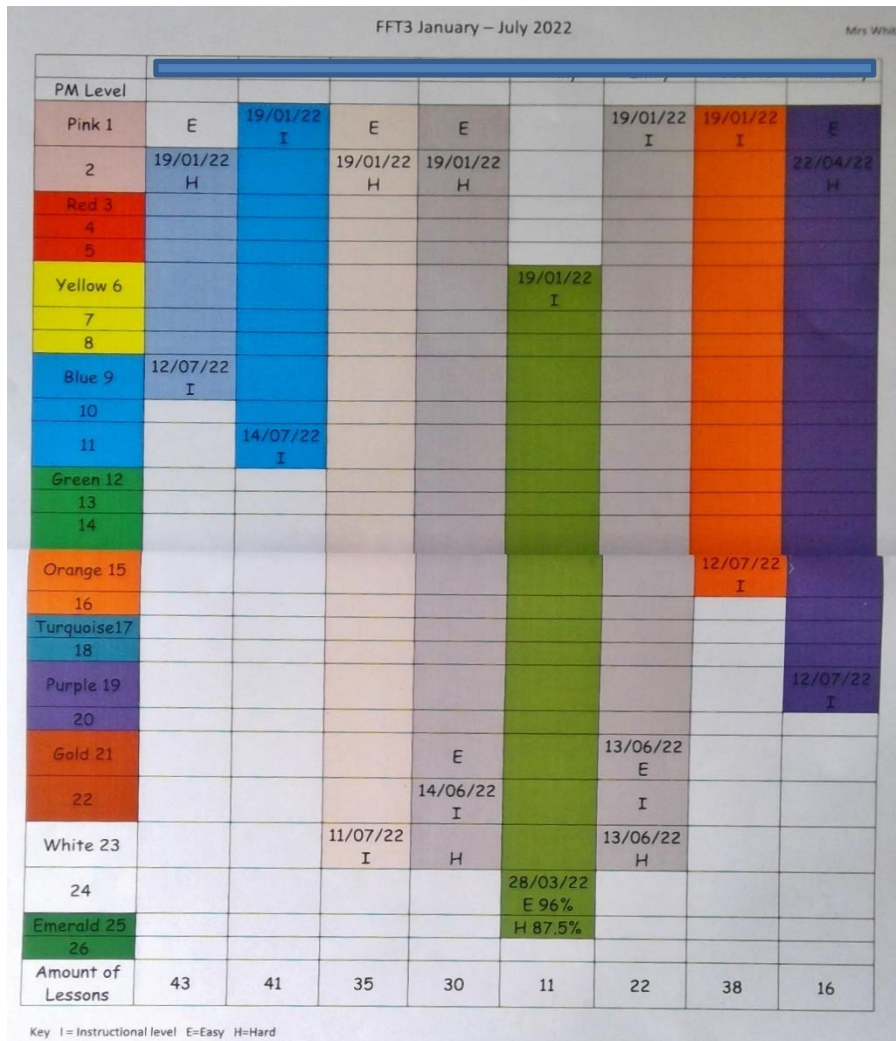 FFT3 January – July 2022
Mrs Whit
PM Level
Pink 1 E 19/01/22 I E E 19/01/22 I 19/01/22 I E
2 19/01/22 H 19/01/22 H 19/01/22 H 22/04/22 H
Red 3
4
5
Yellow 6 19/01/22 I
7
8
Blue 9 12/07/22 I
10
11 14/07/22 I
Green 12
13
14
Orange 15 12/07/22 I
16
Turquoise17
18
Purple 19 12/07/22 I
20
Gold 21 E 13/06/22 E
22 14/06/22 I I
White 23 11/07/22 I H 13/06/22 H
24 28/03/22 E 96%
Emerald 25 H 87.5%
26
Amount of Lessons 43 41 35 30 11 22 38 16
Key I = Instructional level E=Easy H=Hard